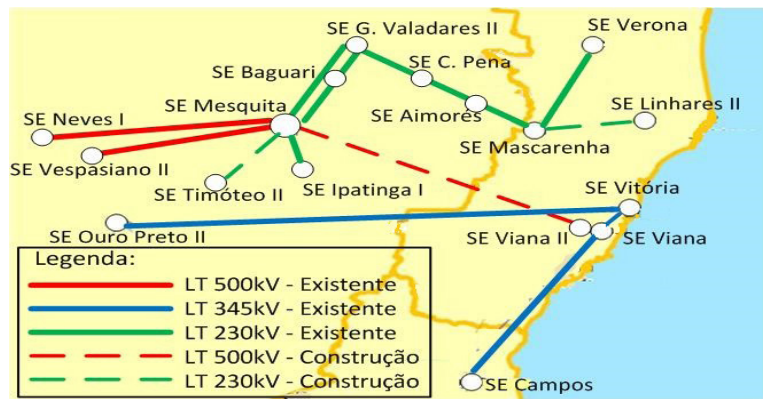 SE G. Valadares II
SE Verona
SE Baguari
SE C. Pena
SE Mesquita
SE Neves I
SE Aimorés
SE Linhares II
SE Mascarenha
SE Vespasiano II
SE Timóteo II
SE Ipatinga I
SE Vitória
SE Ouro Preto II
SE Viana II
SE Viana
Legenda:
LT 500kV - Existente
LT 345kV - Existente
LT 230kV - Existente
LT 500kV - Construção
LT 230kV - Construção
SE Campos